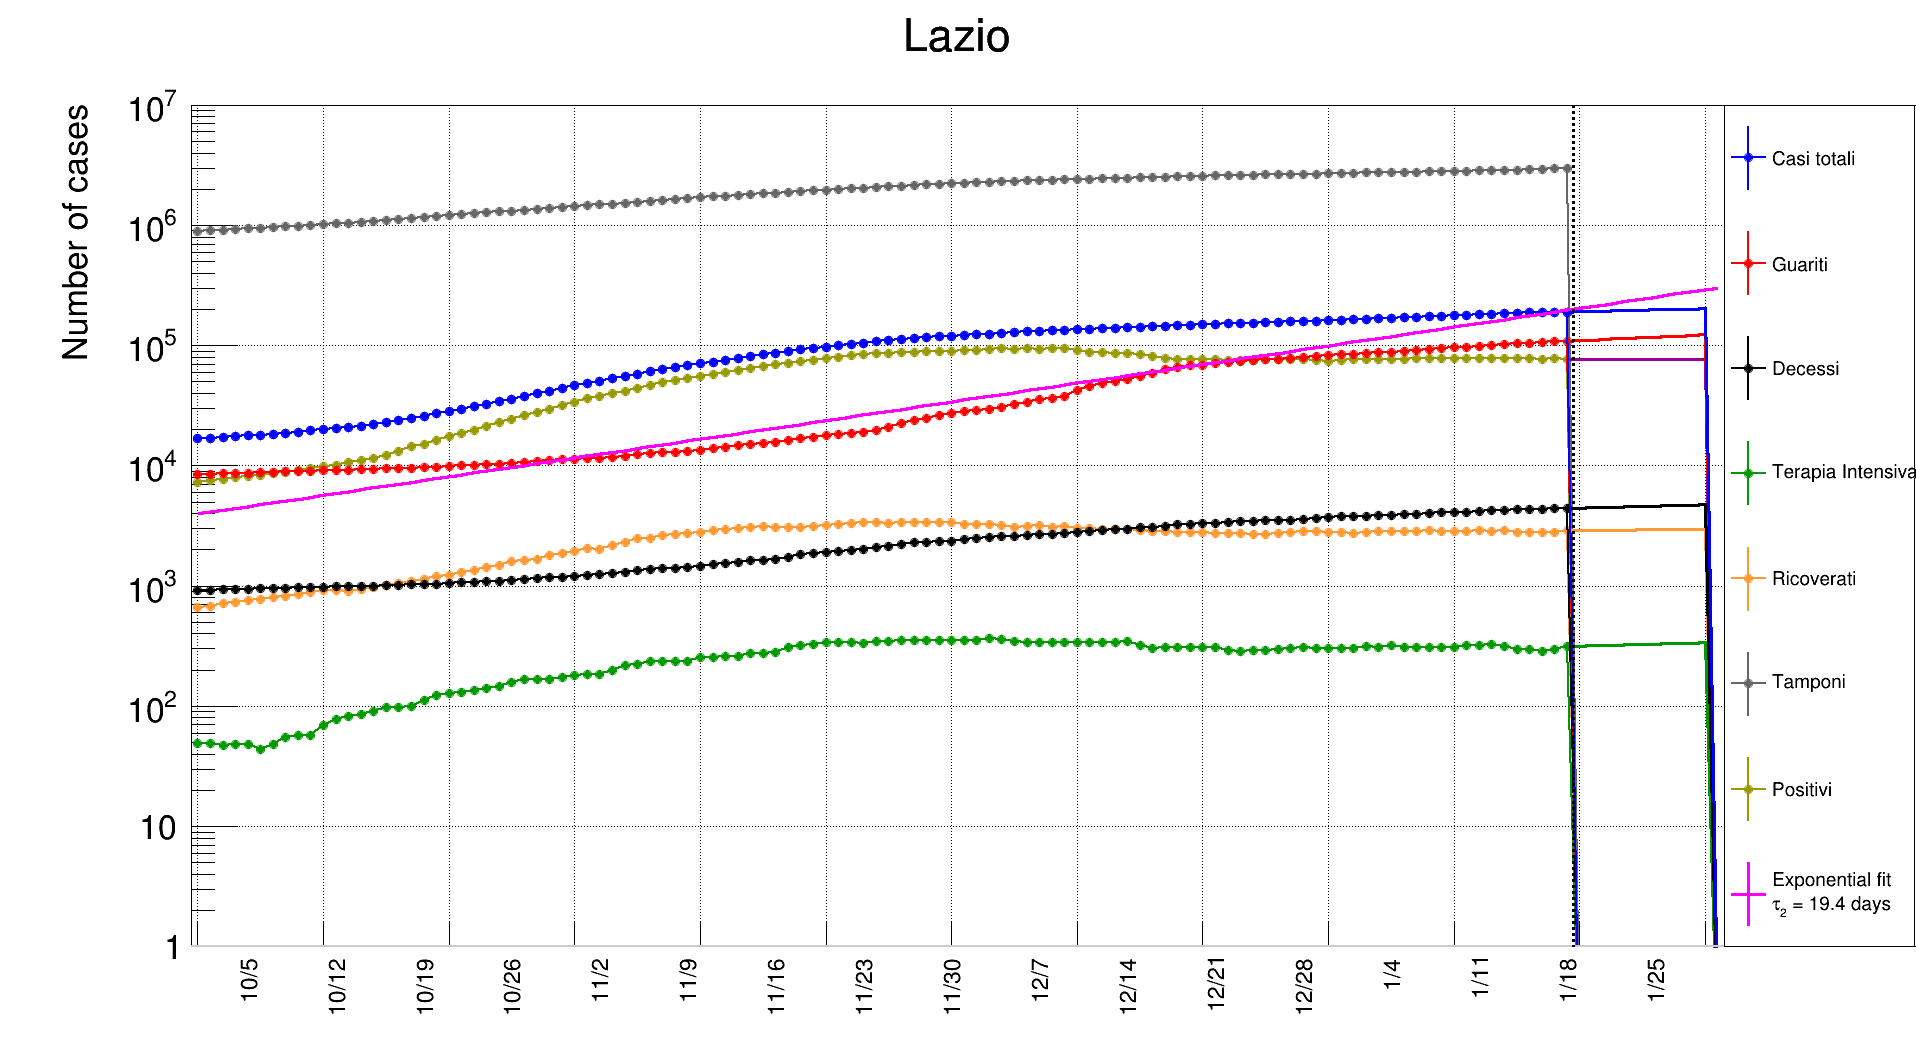 Lazio
Number of cases
10^7
10^6
10^5
10^4
10^3
10^2
10
1
10/5
10/12
10/19
10/26
11/2
11/9
11/16
11/23
11/30
12/7
12/14
12/21
12/28
1/4
1/11
1/18
1/25
Casi totali
Guariti
Decessi
Terapia Intensiva
Ricoverati
Tamponi
Positivi
Exponential fit
τ₂ = 19.4 days